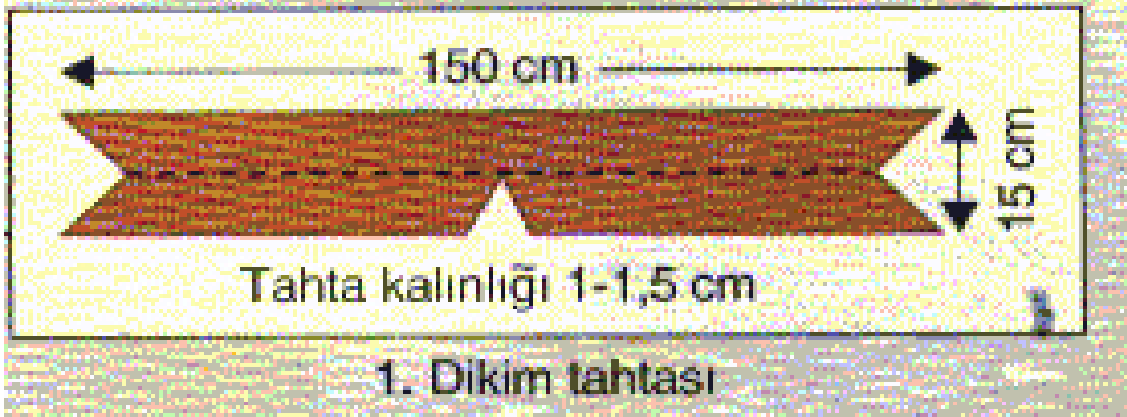 150 cm
15 cm
Tahta kalınlığı 1-1,5 cm
1. Dikim tahtası